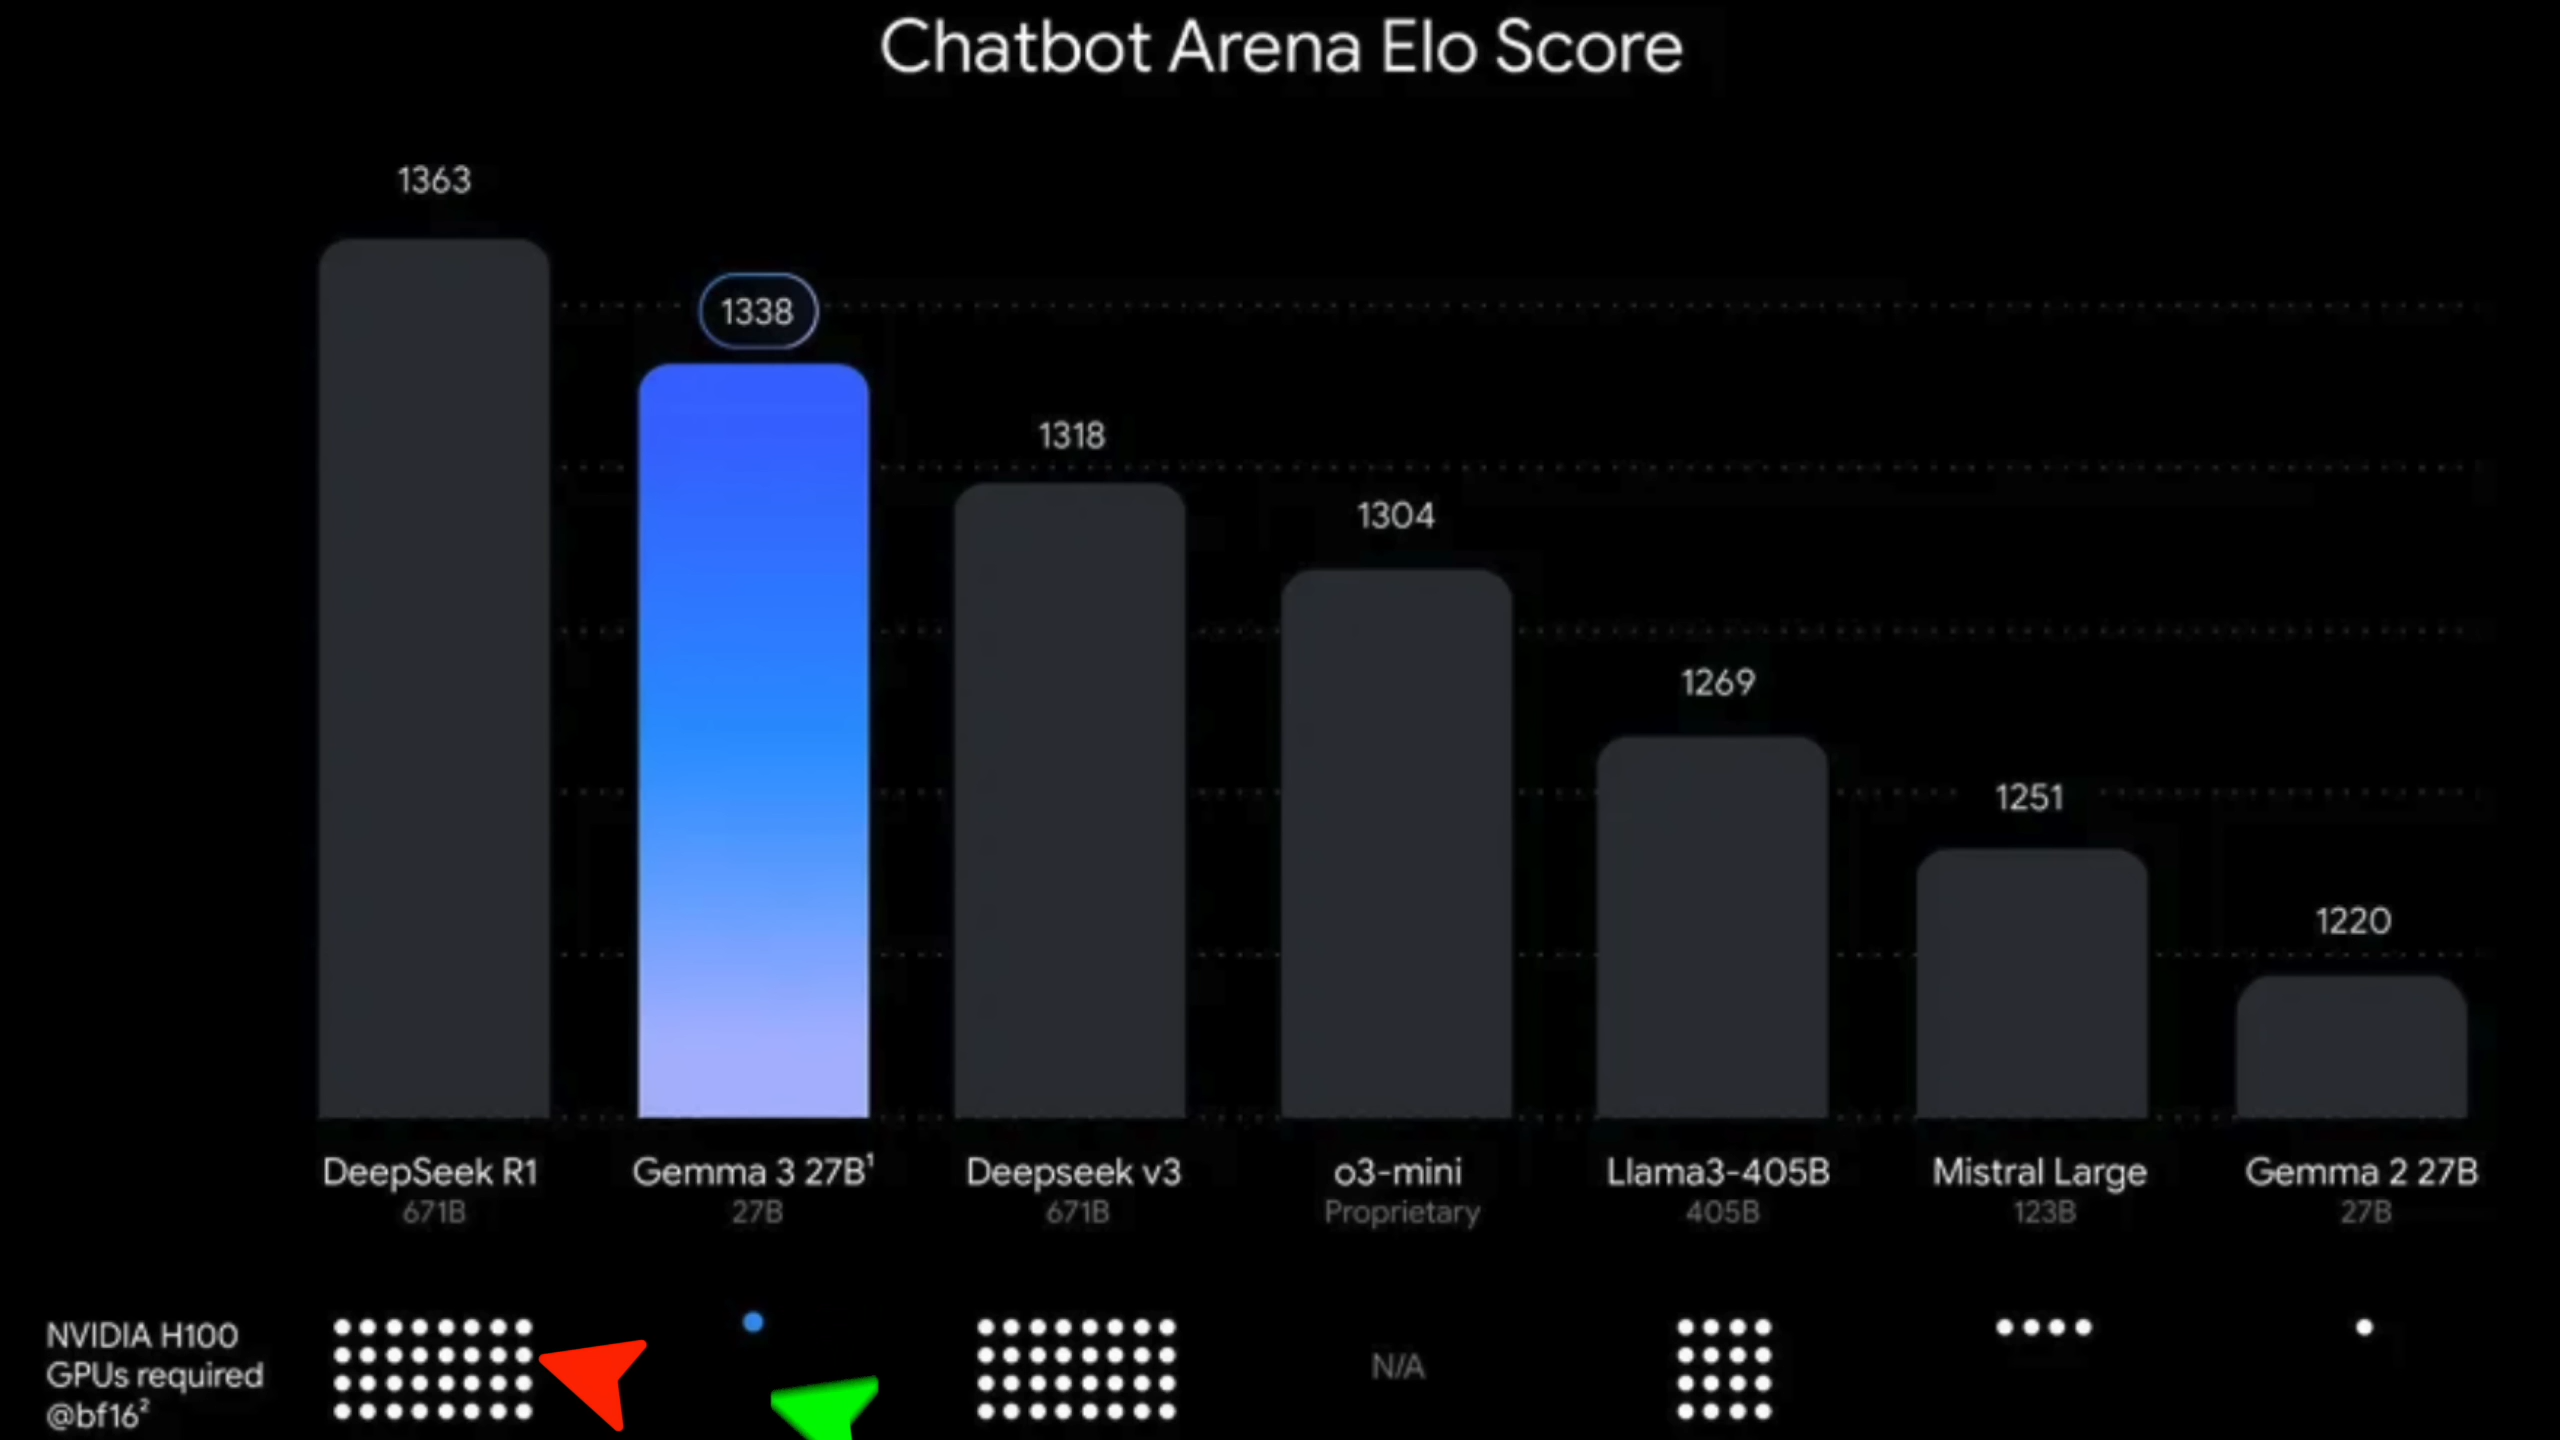 Chatbot Arena Elo Score
1363
1338
1318
1304
1269
1251
1220
DeepSeek R1
671B
Gemma 3 27B¹
27B
Deepseek v3
671B
o3-mini
Proprietary
Llama3-405B
405B
Mistral Large
123B
Gemma 2 27B
27B
NVIDIA H100
GPUs required
@bf16²
N/A